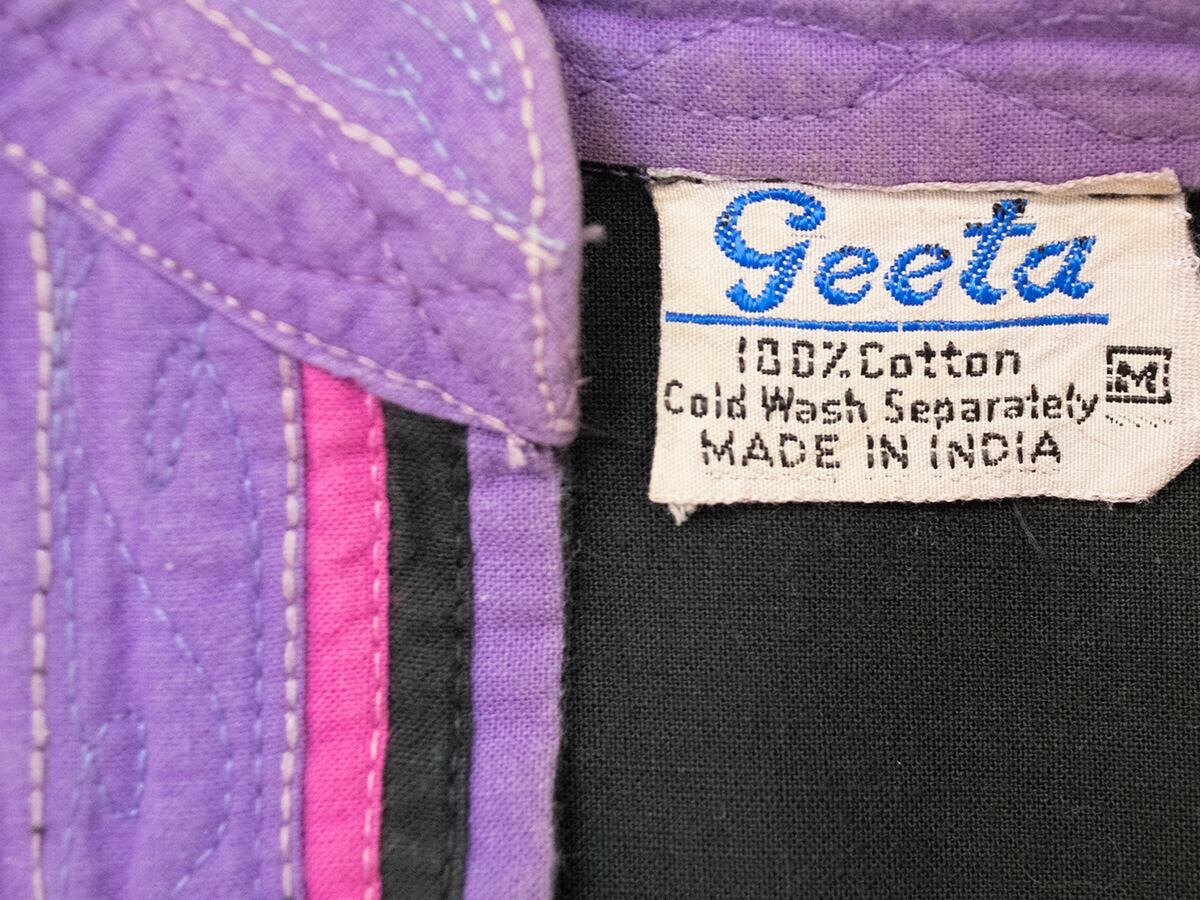 Geeta
100% Cotton
M
Cold Wash Separately
MADE IN INDIA